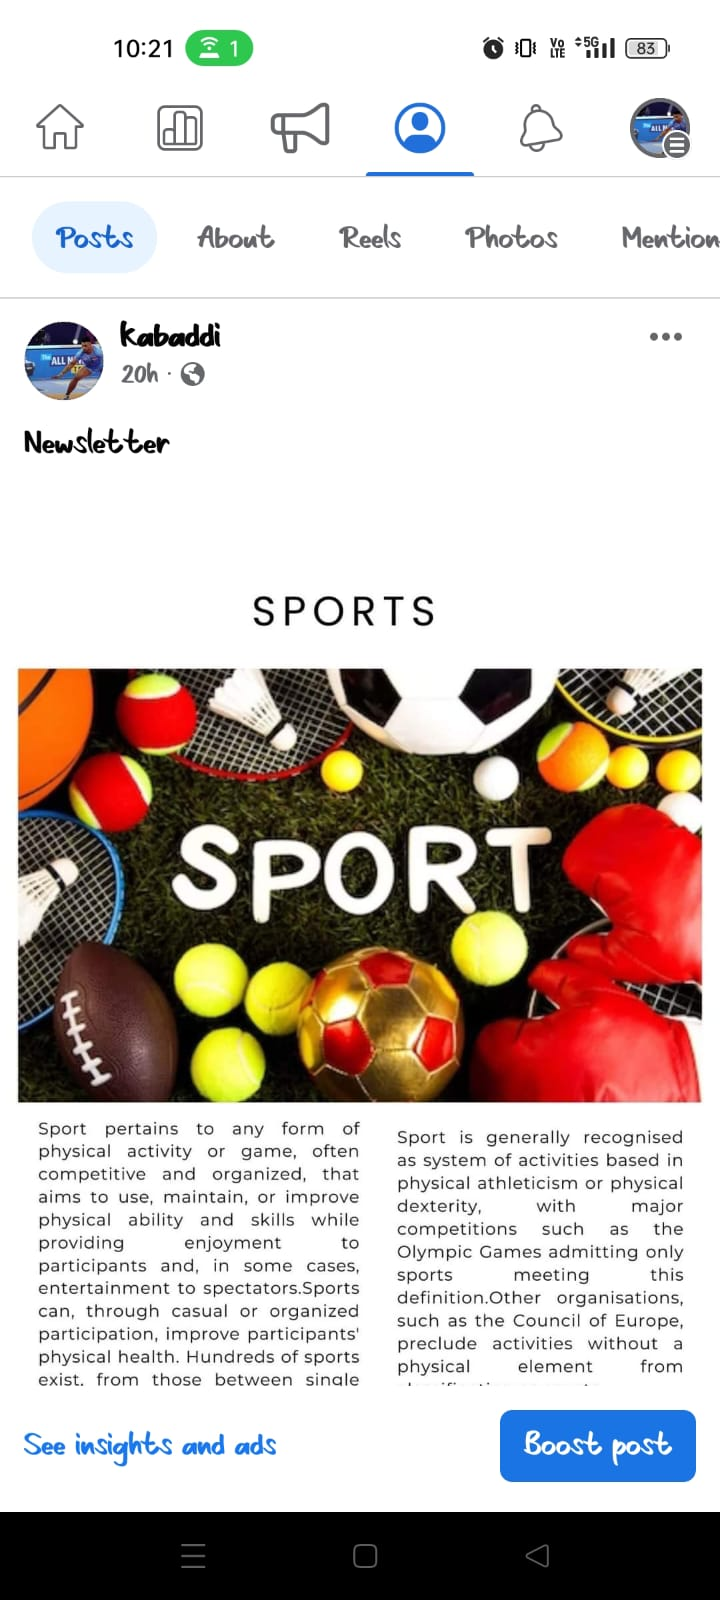 10:21
1
Vo
LTE
5G
83
Posts About Reels Photos Mention
kabaddi
20h ·
Newsletter
SPORTS
SPORT
Sport pertains to any form of
physical activity or game, often
competitive and organized, that
aims to use, maintain, or improve
physical ability and skills while
providing enjoyment to
participants and, in some cases,
entertainment to spectators.Sports
can, through casual or organized
participation, improve participants'
physical health. Hundreds of sports
exist, from those between single
Sport is generally recognised
as system of activities based in
physical athleticism or physical
dexterity, with major
competitions such as the
Olympic Games admitting only
sports meeting this
definition.Other organisations,
such as the Council of Europe,
preclude activities without a
physical element from
See insights and ads
Boost post